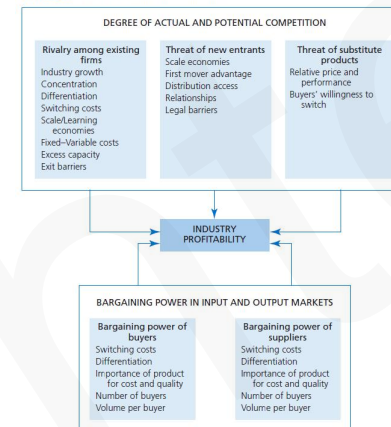 DEGREE OF ACTUAL AND POTENTIAL COMPETITION
Rivalry among existing
firms
Industry growth
Concentration
Differentiation
Switching costs
Scale/Learning
economies
Fixed–Variable costs
Excess capacity
Exit barriers
Threat of new entrants
Scale economies
First mover advantage
Distribution access
Relationships
Legal barriers
Threat of substitute
products
Relative price and
performance
Buyers' willingness to
switch
INDUSTRY
PROFITABILITY
BARGAINING POWER IN INPUT AND OUTPUT MARKETS
Bargaining power of
buyers
Switching costs
Differentiation
Importance of product
for cost and quality
Number of buyers
Volume per buyer
Bargaining power of
suppliers
Switching costs
Differentiation
Importance of product
for cost and quality
Number of buyers
Volume per buyer